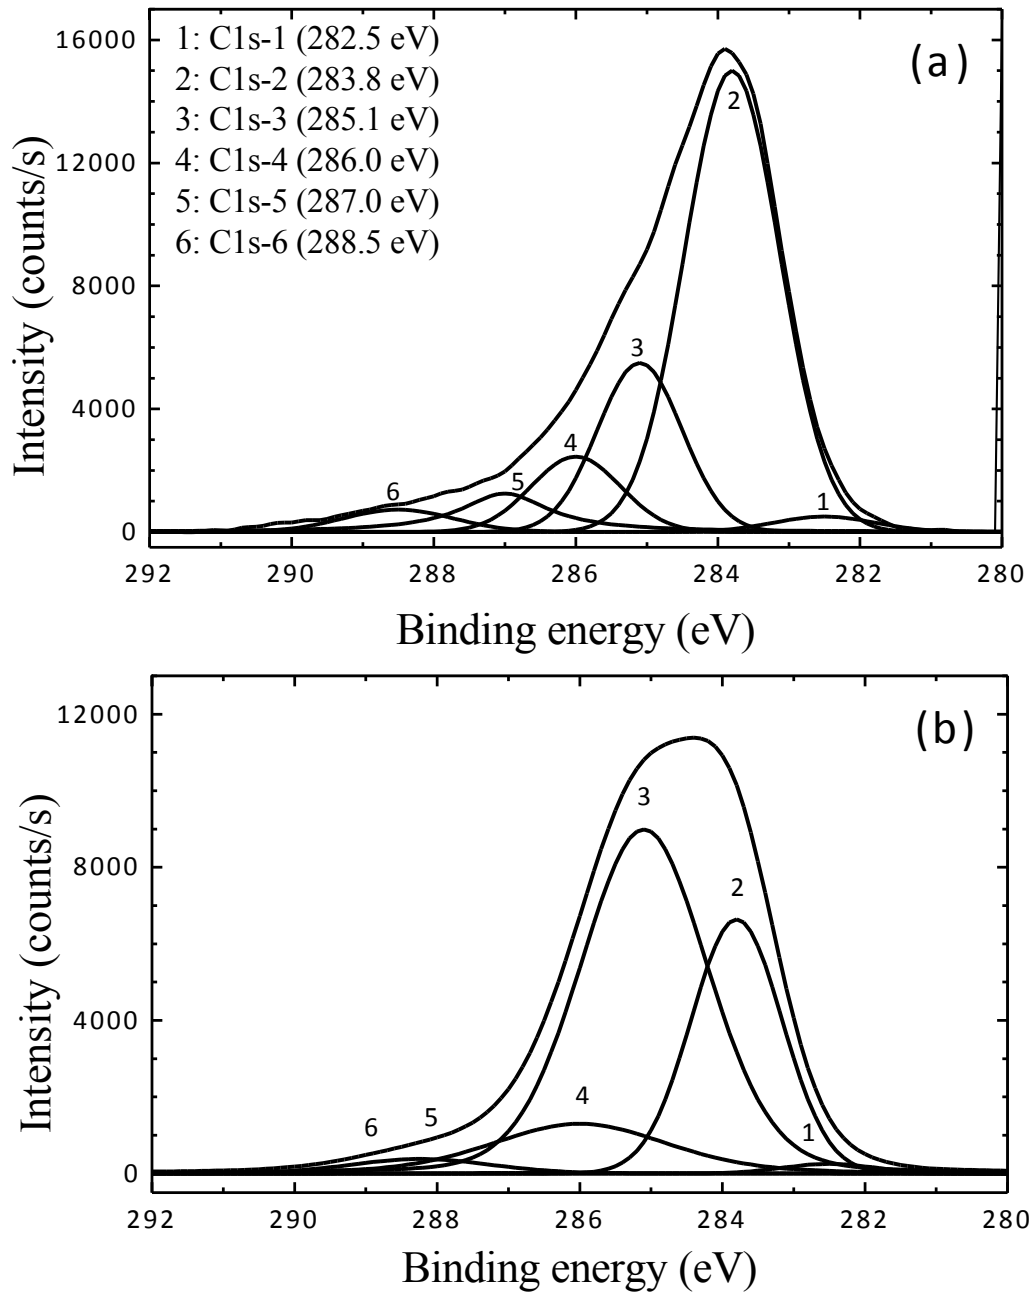 1: C1s-1 (282.5 eV)
2: C1s-2 (283.8 eV)
3: C1s-3 (285.1 eV)
4: C1s-4 (286.0 eV)
5: C1s-5 (287.0 eV)
6: C1s-6 (288.5 eV)
(a)
16000
12000
8000
4000
0
Intensity (counts/s)
6
5
4
3
2
1
292 290 288 286 284 282 280
Binding energy (eV)
(b)
12000
8000
4000
0
Intensity (counts/s)
6
5
4
3
2
1
292 290 288 286 284 282 280
Binding energy (eV)